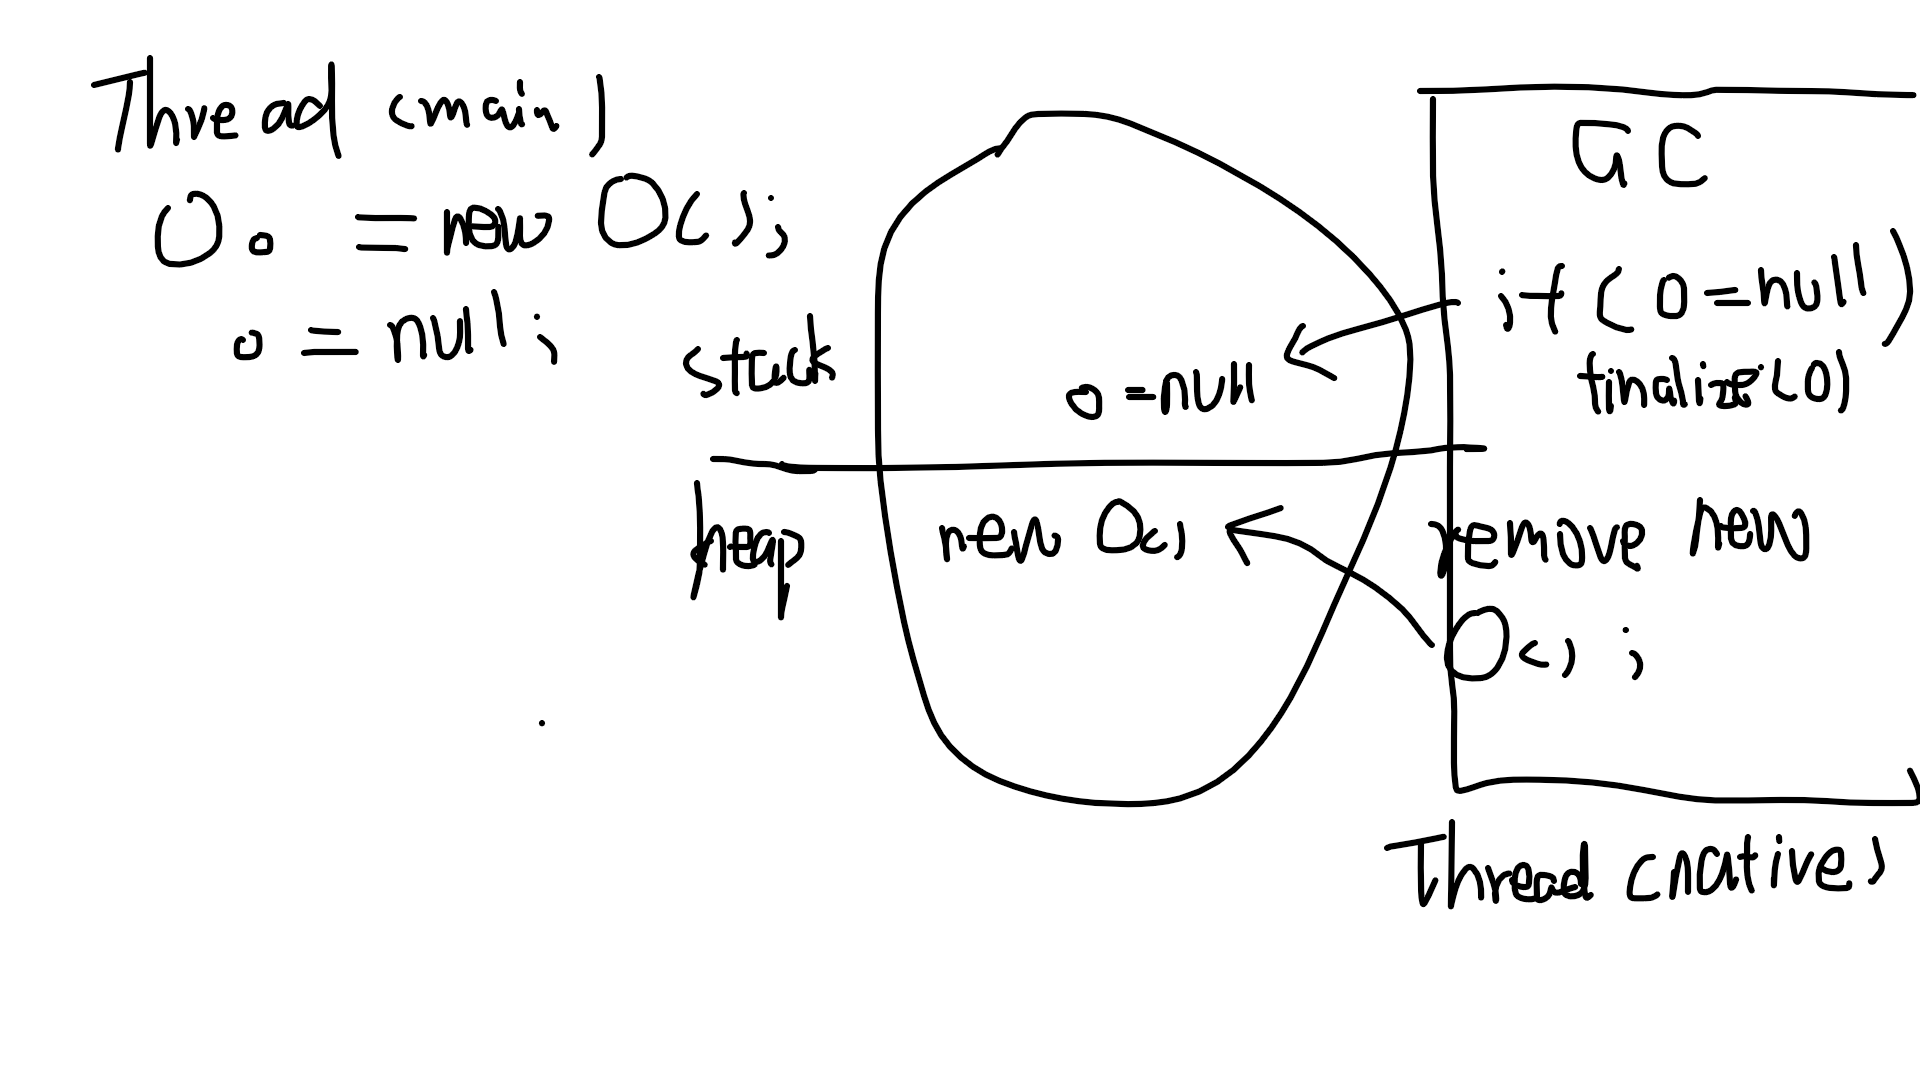 Thread (main)
O o = new O();
o = null;
stack
o = null
heap
new O()
GC
if (o = null)
finalize(o)
remove new
O();
Thread (native)